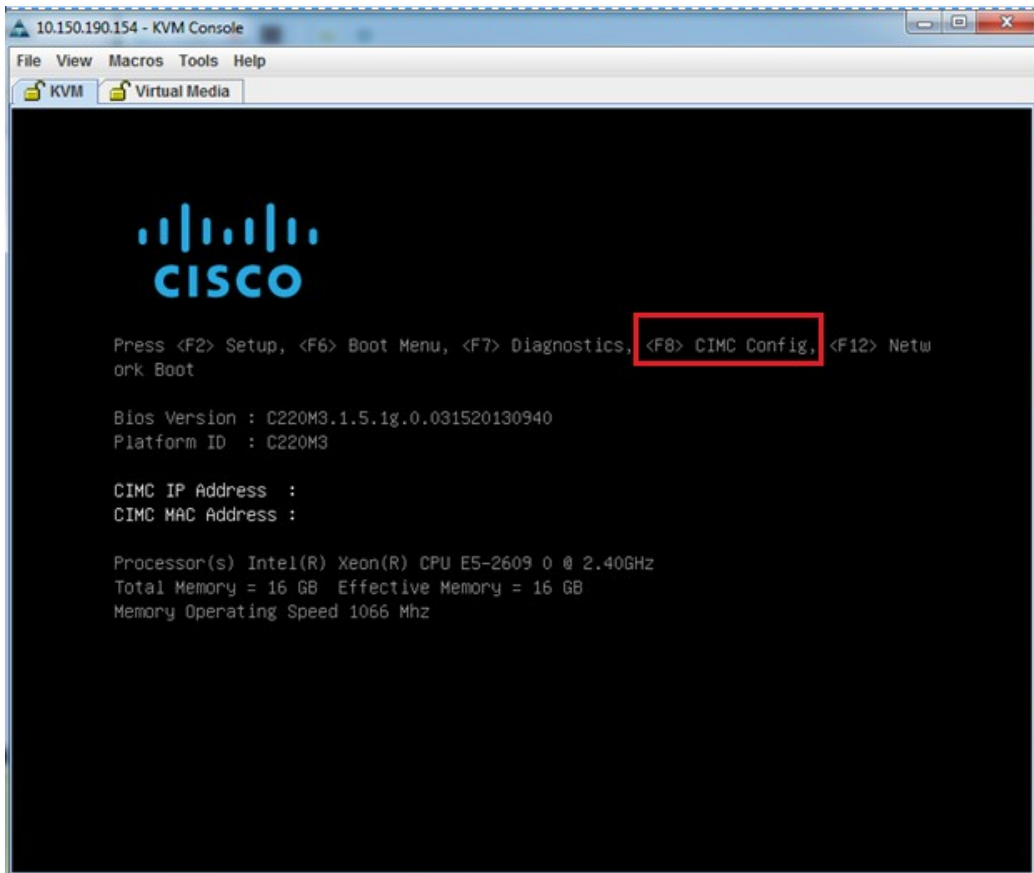 10.150.190.154 - KVM Console
File View Macros Tools Help
KVM Virtual Media
CISCO
Press <F2> Setup, <F6> Boot Menu, <F7> Diagnostics, <F8> CIMC Config, <F12> Netw
ork Boot
Bios Version : C220M3.1.5.1g.0.031520130940
Platform ID : C220M3
CIMC IP Address :
CIMC MAC Address :
Processor(s) Intel(R) Xeon(R) CPU E5-2609 0 @ 2.40GHz
Total Memory = 16 GB Effective Memory = 16 GB
Memory Operating Speed 1066 Mhz